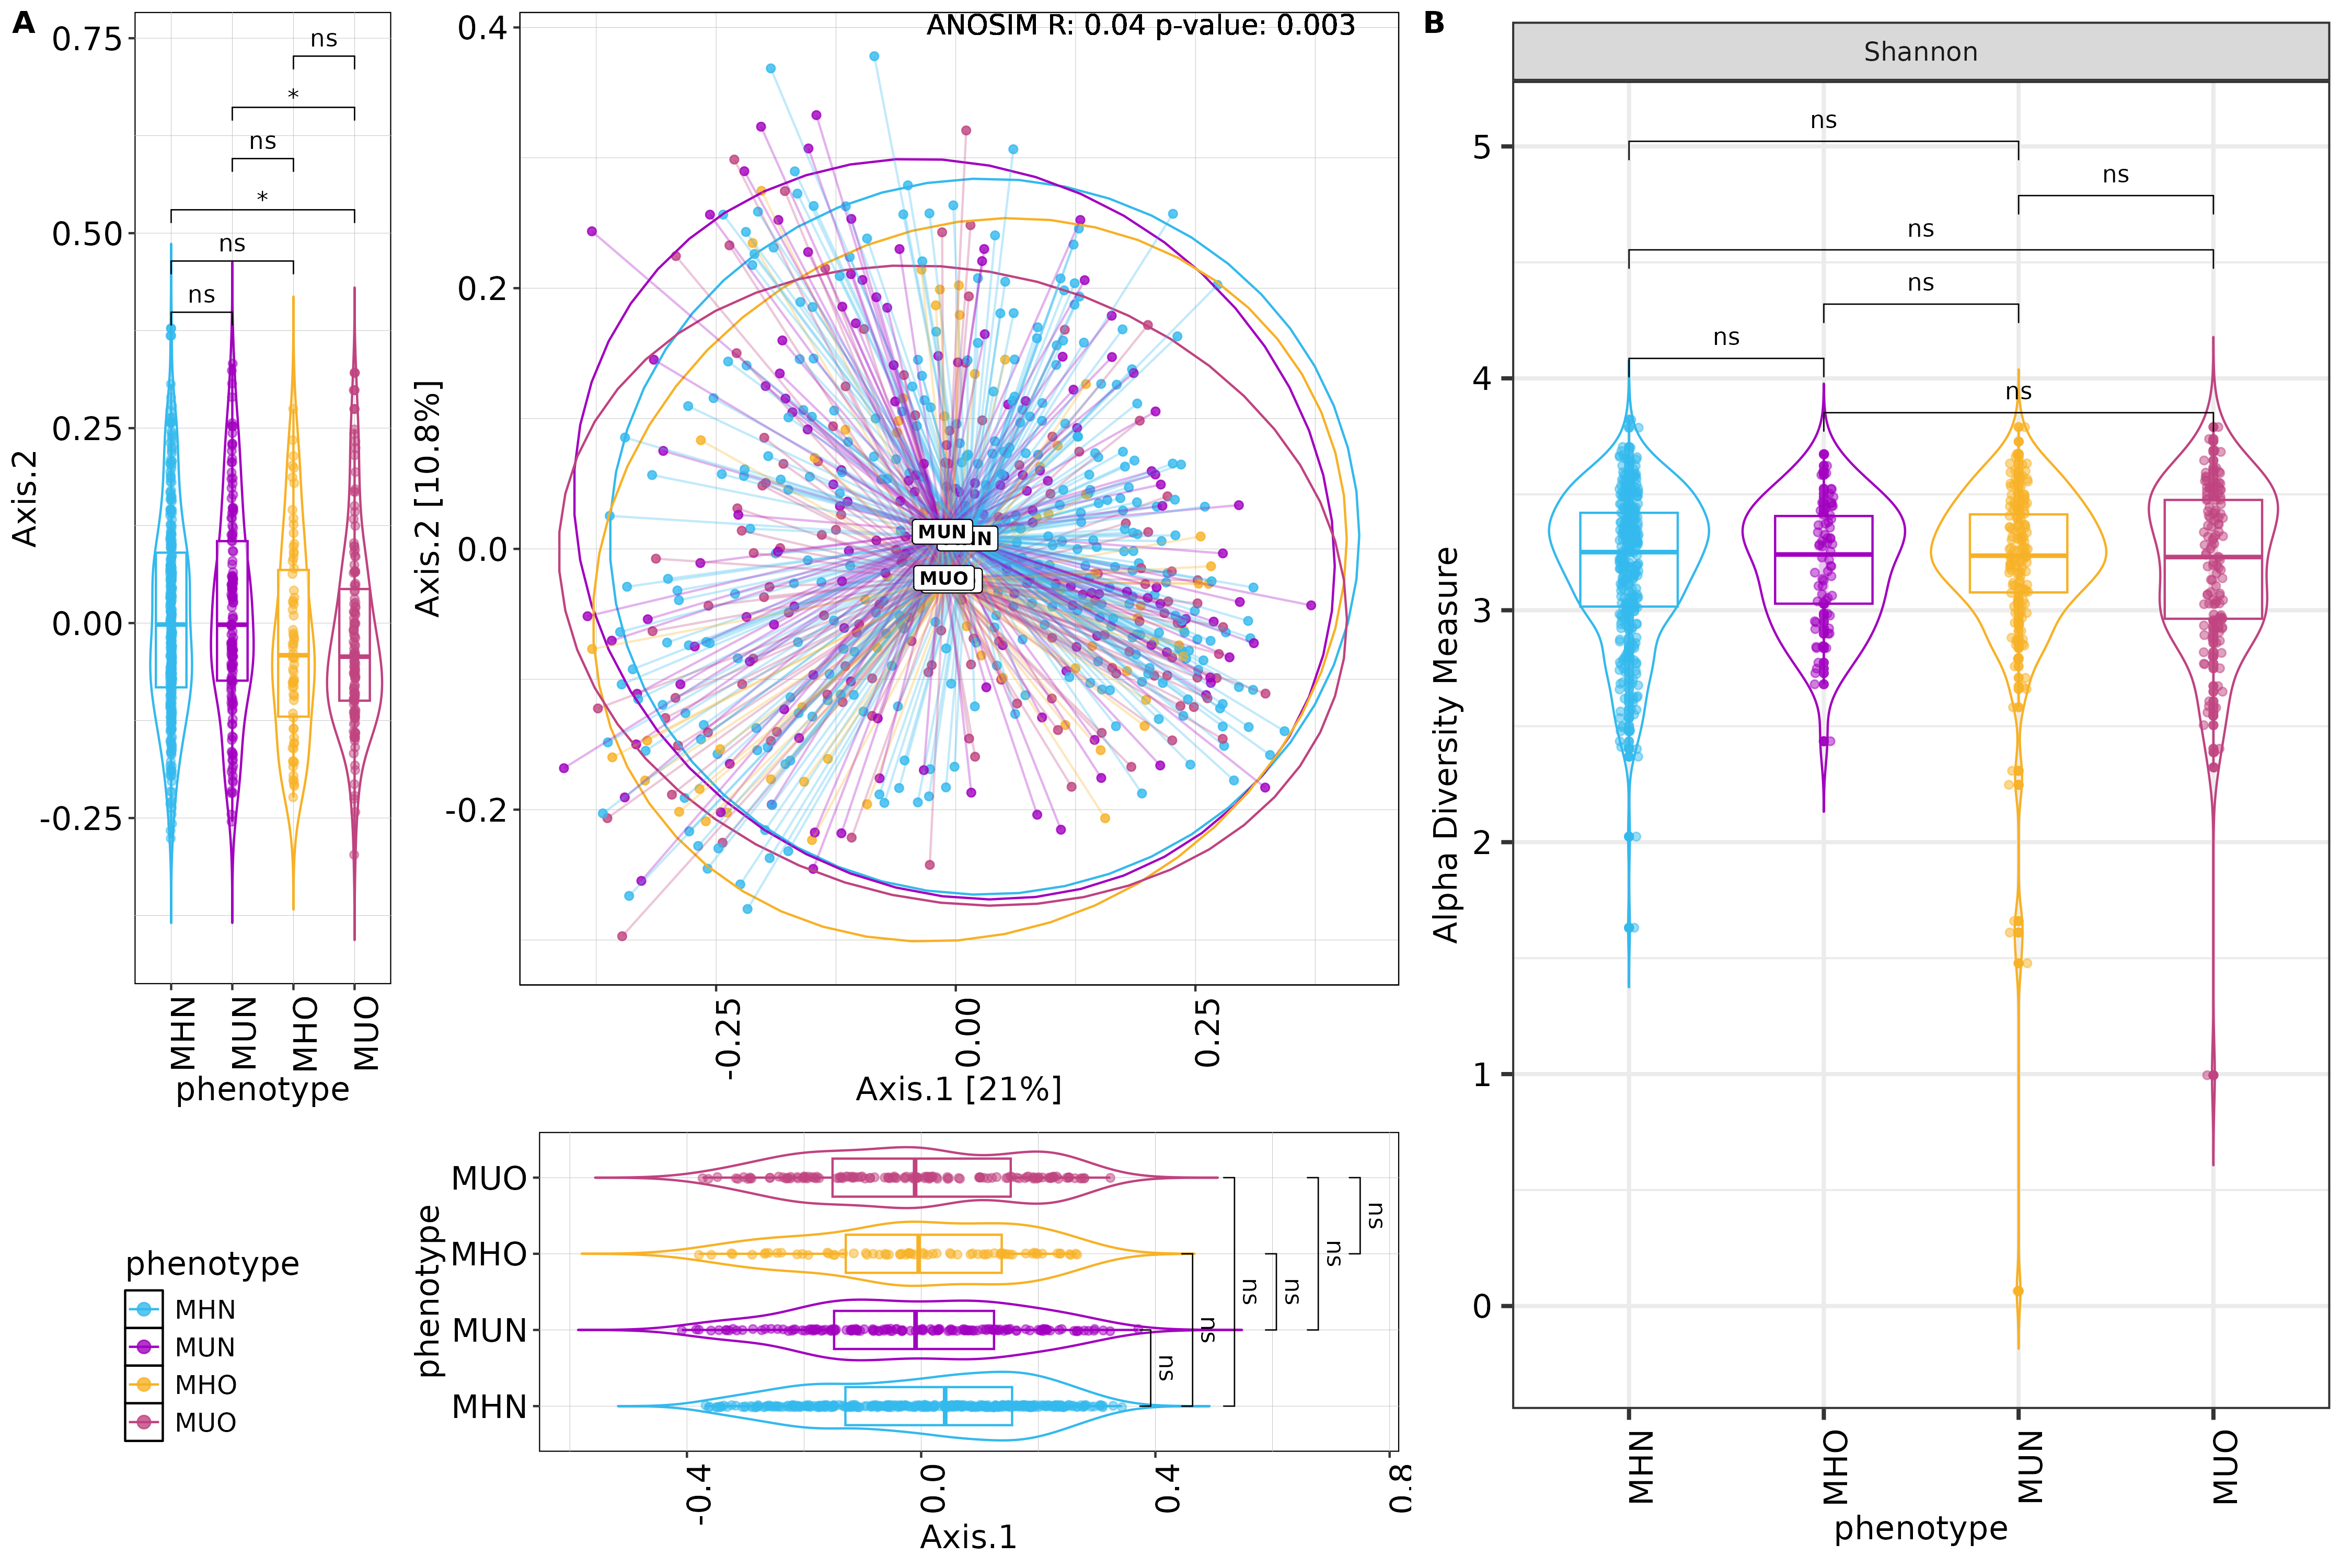 A
0.75
0.50
0.25
0.00
-0.25
Axis.2
ns
*
ns
*
ns
ns
MHN
MUN
MHO
MUO
phenotype
ANOSIM R: 0.04 p-value: 0.003
0.4
0.2
0.0
-0.2
Axis.2 [10.8%]
MUN
MUO
-0.25
0.00
0.25
Axis.1 [21%]
phenotype
MHN
MUN
MHO
MUO
phenotype
MUO
MHO
MUN
MHN
ns
ns
ns
ns
ns
ns
-0.4
0.0
0.4
0.8
Axis.1
B
Shannon
5
4
3
2
1
0
Alpha Diversity Measure
ns
ns
ns
ns
ns
ns
MHN
MHO
MUN
MUO
phenotype